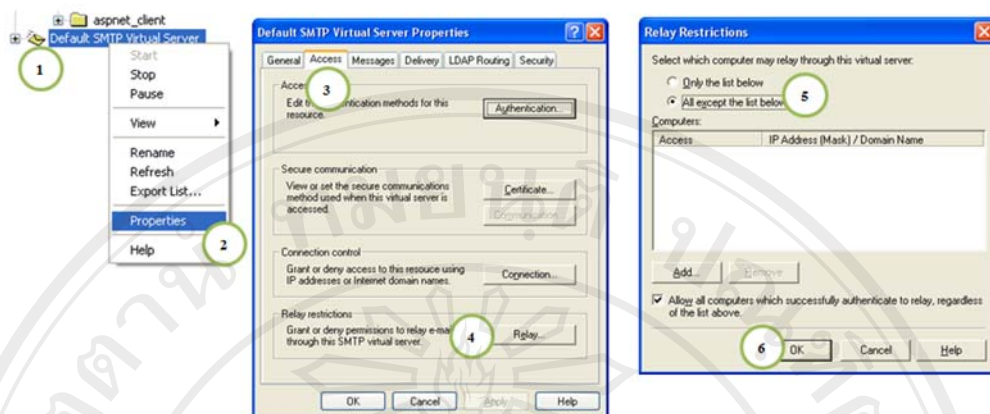 aspnet_client
Default SMTP Virtual Server
1
Start
Stop
Pause
View
Rename
Refresh
Export List...
Properties
2
Help
Default SMTP Virtual Server Properties
General Access Messages Delivery LDAP Routing Security
3
Edit
methods for this
resource.
Authentication...
Secure communication
View or set the secure communications
method used when this virtual server is
accessed.
Certificate...
Communication...
Connection control
Grant or deny access to this resouce using
IP addresses or Internet domain names.
Connection...
Relay restrictions
Grant or deny permissions to relay
through this SMTP virtual server.
4
Relay...
OK Cancel Apply Help
Relay Restrictions
Select which computer may relay through this virtual server:
Only the list below
All except the list below
5
Computers:
Access IP Address (Mask) / Domain Name
Add... Remove
Allow all computers which successfully authenticate to relay, regardless
of the list above.
6
OK Cancel Help